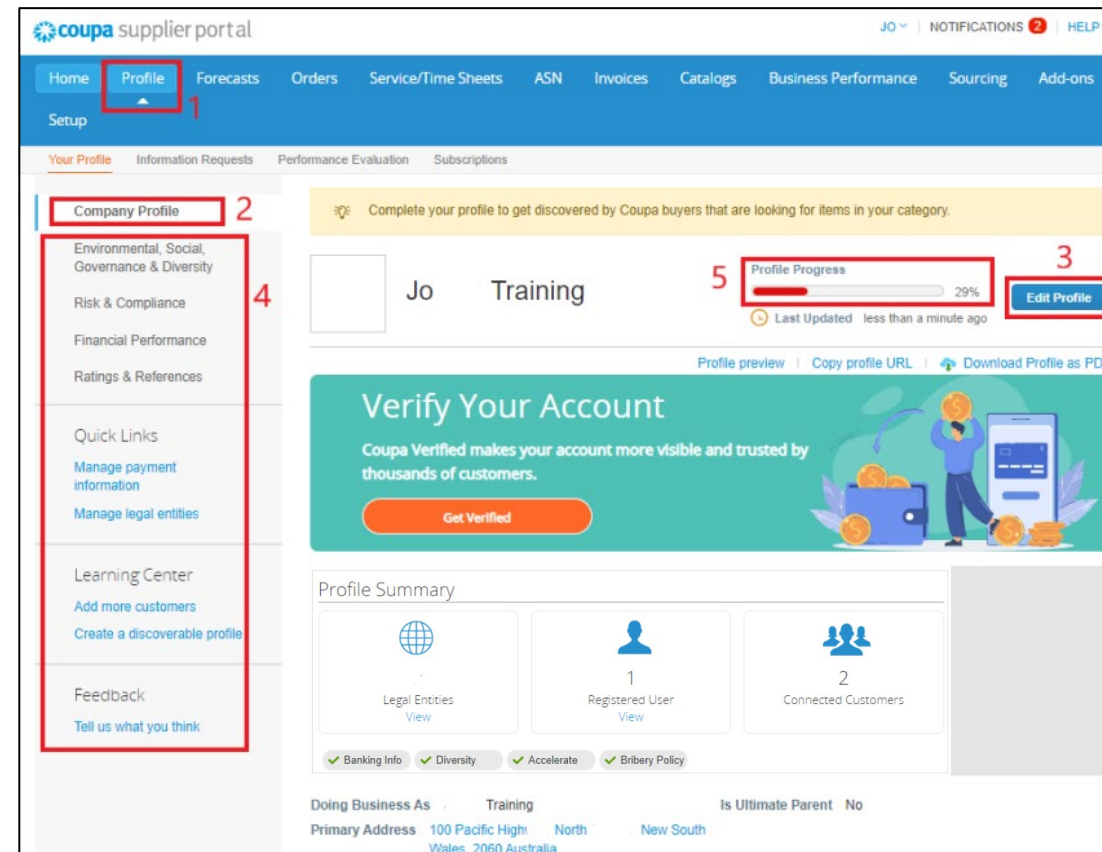 coupa supplier portal
JO NOTIFICATIONS 2 HELP
Home Profile Forecasts Orders Service/Time Sheets ASN Invoices Catalogs Business Performance Sourcing Add-ons
1
Setup
Your Profile Information Requests Performance Evaluation Subscriptions
Company Profile 2
Environmental, Social,
Governance & Diversity
Risk & Compliance
Financial Performance
Ratings & References
4
Quick Links
Manage payment
information
Manage legal entities
Learning Center
Add more customers
Create a discoverable profile
Feedback
Tell us what you think
Complete your profile to get discovered by Coupa buyers that are looking for items in your category.
Jo Training
5
Profile Progress
29%
Last Updated less than a minute ago
3
Edit Profile
Profile preview Copy profile URL Download Profile as PD
Verify Your Account
Coupa Verified makes your account more visible and trusted by
thousands of customers.
Get Verified
Profile Summary
Legal Entities
View
1
Registered User
View
2
Connected Customers
Banking Info Diversity Accelerate Bribery Policy
Doing Business As Training Is Ultimate Parent No
Primary Address 100 Pacific High North New South
Wales, 2060 Australia